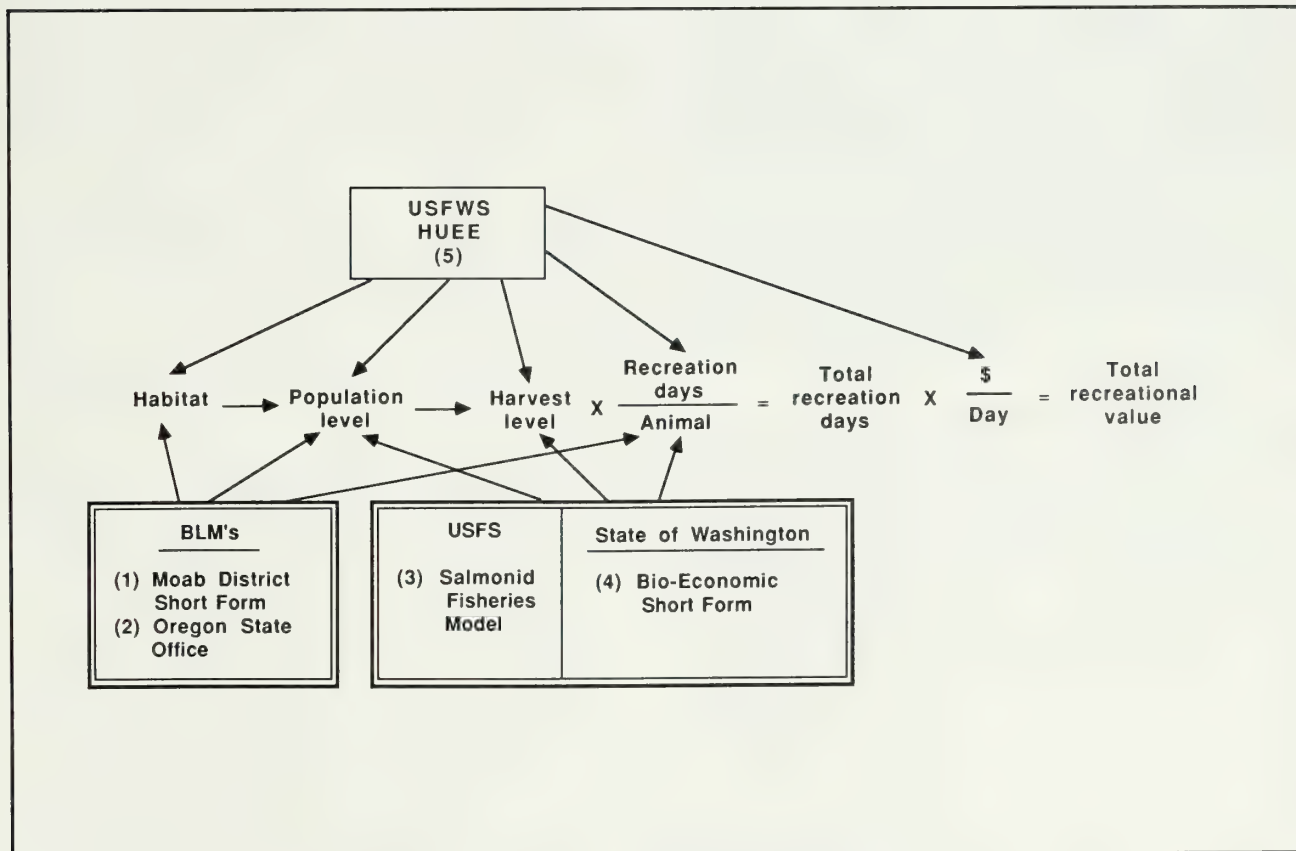 USFWS
HUEE
(5)
Habitat
Population
level
Harvest
level
X
Recreation
days
Animal
=
Total
recreation
days
X
$
Day
=
Total
recreational
value
BLM's
(1) Moab District
Short Form
(2) Oregon State
Office
USFS
(3) Salmonid
Fisheries
Model
State of Washington
(4) Bio-Economic
Short Form